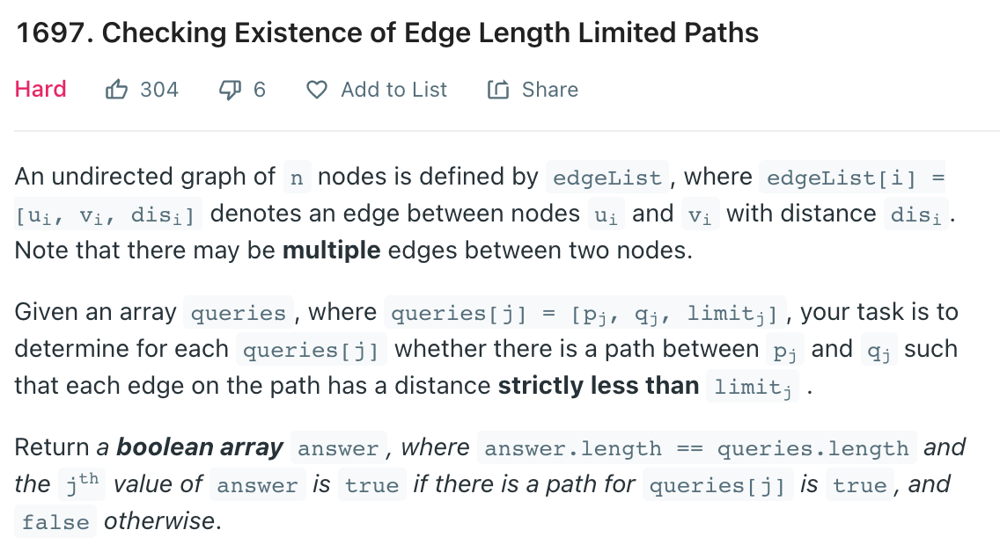 1697. Checking Existence of Edge Length Limited Paths
Hard 304 6 Add to List Share
An undirected graph of n nodes is defined by edgeList, where edgeList[i] =
[uᵢ, vᵢ, disᵢ] denotes an edge between nodes uᵢ and vᵢ with distance disᵢ.
Note that there may be multiple edges between two nodes.
Given an array queries, where queries[j] = [pⱼ, qⱼ, limitⱼ], your task is to
determine for each queries[j] whether there is a path between pⱼ and qⱼ such
that each edge on the path has a distance strictly less than limitⱼ.
Return a boolean array answer, where answer.length == queries.length and
the jᵗʰ value of answer is true if there is a path for queries[j] is true, and
false otherwise.